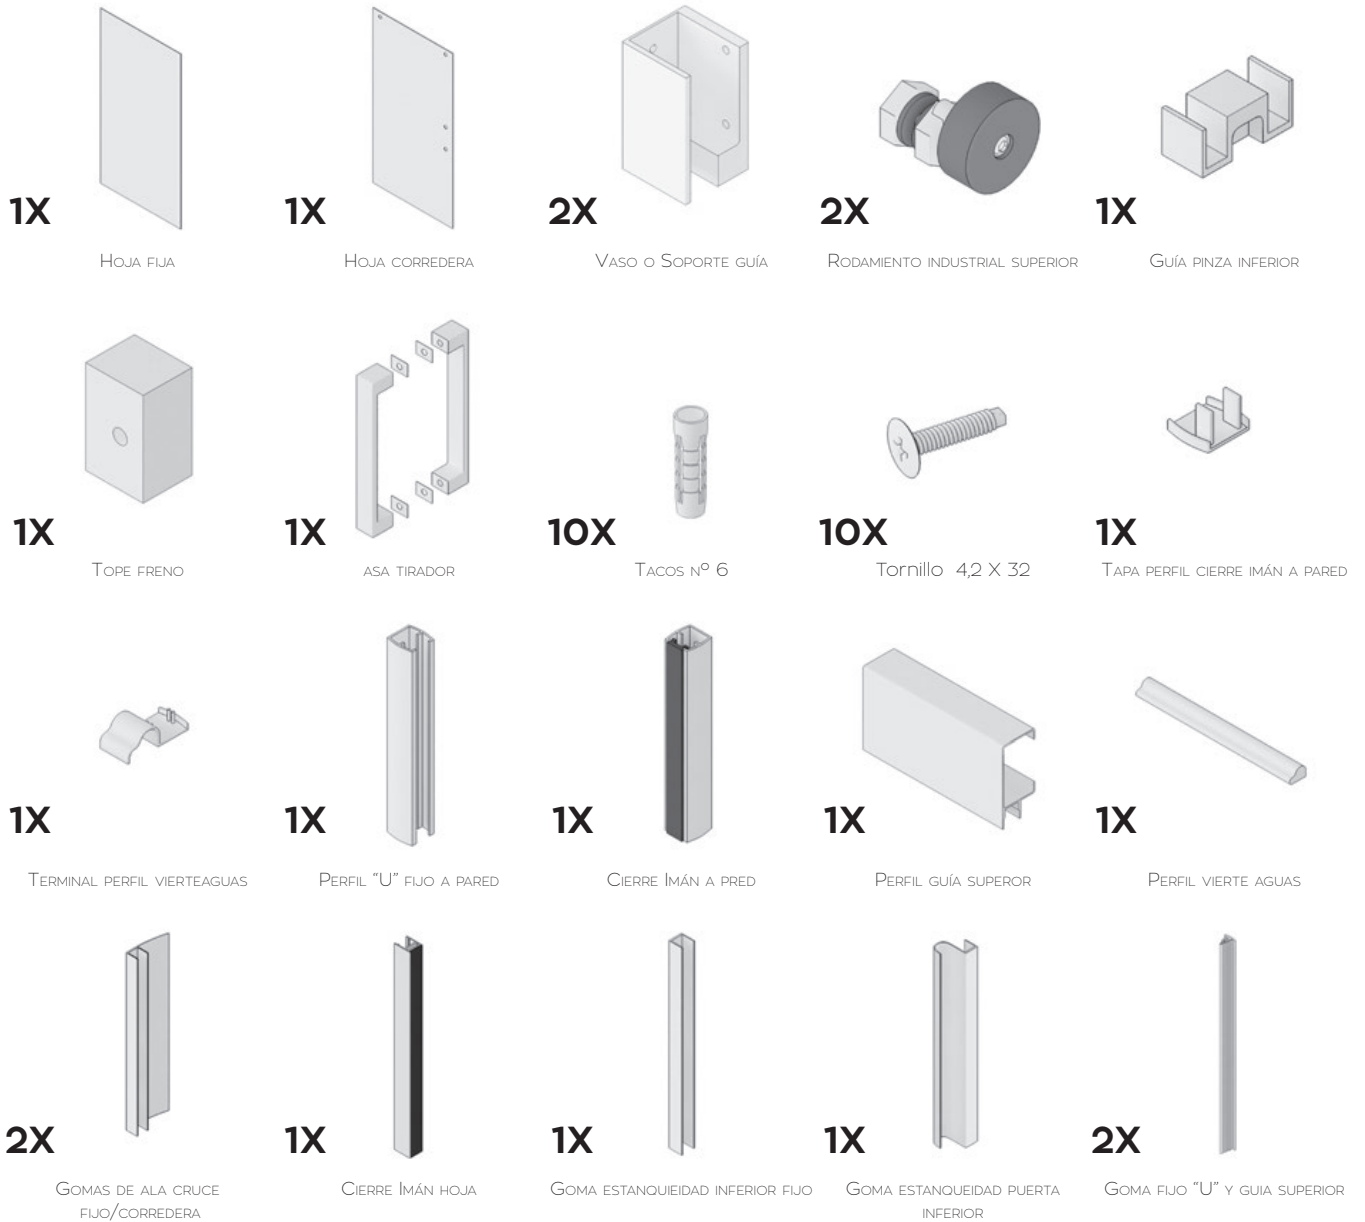 1X
1X
2X
2X
1X
Hoja fija
Hoja corredera
Vaso o Soporte guía
Rodamiento industrial superior
Guía pinza inferior
1X
1X
10X
10X
1X
Tope freno
asa tirador
Tacos nº 6
Tornillo 4,2 X 32
Tapa perfil cierre imán a pared
1X
1X
1X
1X
1X
Terminal perfil vierteaguas
Perfil "U" fijo a pared
Cierre Imán a pred
Perfil guía superor
Perfil vierte aguas
2X
1X
1X
1X
2X
Gomas de ala cruce
fijo/corredera
Cierre Imán hoja
Goma estanquieidad inferior fijo
Goma estanqueidad puerta
inferior
Goma fijo "U" y guia superior